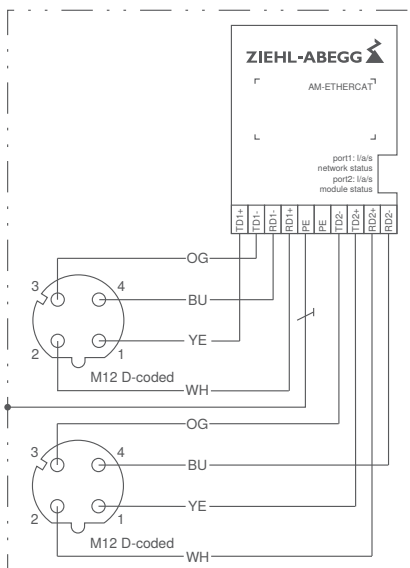 ZIEHL-ABEGG
AM-ETHERCAT
port1: l/a/s
network status
port2: l/a/s
module status
TD1+ TD1- RD1- RD1+ PE PE TD2- TD2+ RD2+ RD2-
OG
3 4
BU
YE
2 1
M12 D-coded
WH
OG
3 4
BU
YE
2 1
M12 D-coded
WH